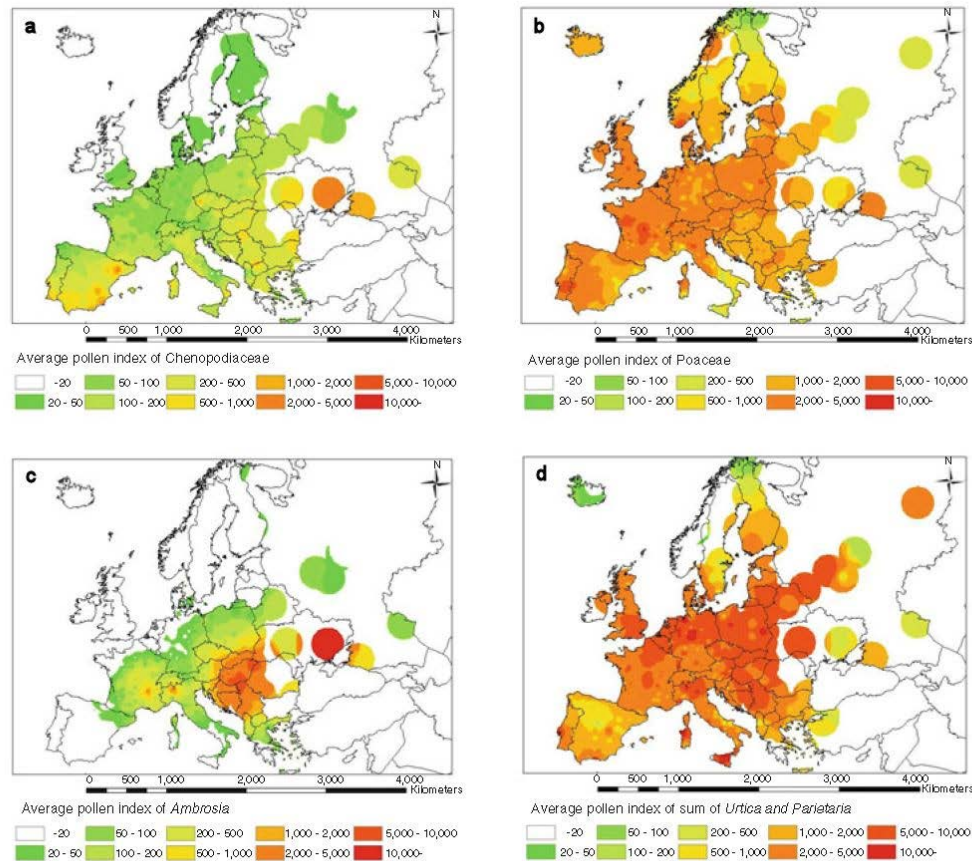 a
N
0 500 1,000 2,000 3,000 4,000
Kilometers
Average pollen index of Chenopodiaceae
-20 50 - 100 200 - 500 1,000 - 2,000 5,000 - 10,000
20 - 50 100 - 200 500 - 1,000 2,000 - 5,000 10,000-
b
N
0 500 1,000 2,000 3,000 4,000
Kilometers
Average pollen index of Poaceae
-20 50 - 100 200 - 500 1,000 - 2,000 5,000 - 10,000
20 - 50 100 - 200 500 - 1,000 2,000 - 5,000 10,000-
c
N
0 500 1,000 2,000 3,000 4,000
Kilometers
Average pollen index of Ambrosia
-20 50 - 100 200 - 500 1,000 - 2,000 5,000 - 10,000
20 - 50 100 - 200 500 - 1,000 2,000 - 5,000 10,000-
d
N
0 500 1,000 2,000 3,000 4,000
Kilometers
Average pollen index of sum of Urtica and Parietaria
-20 50 - 100 200 - 500 1,000 - 2,000 5,000 - 10,000
20 - 50 100 - 200 500 - 1,000 2,000 - 5,000 10,000-